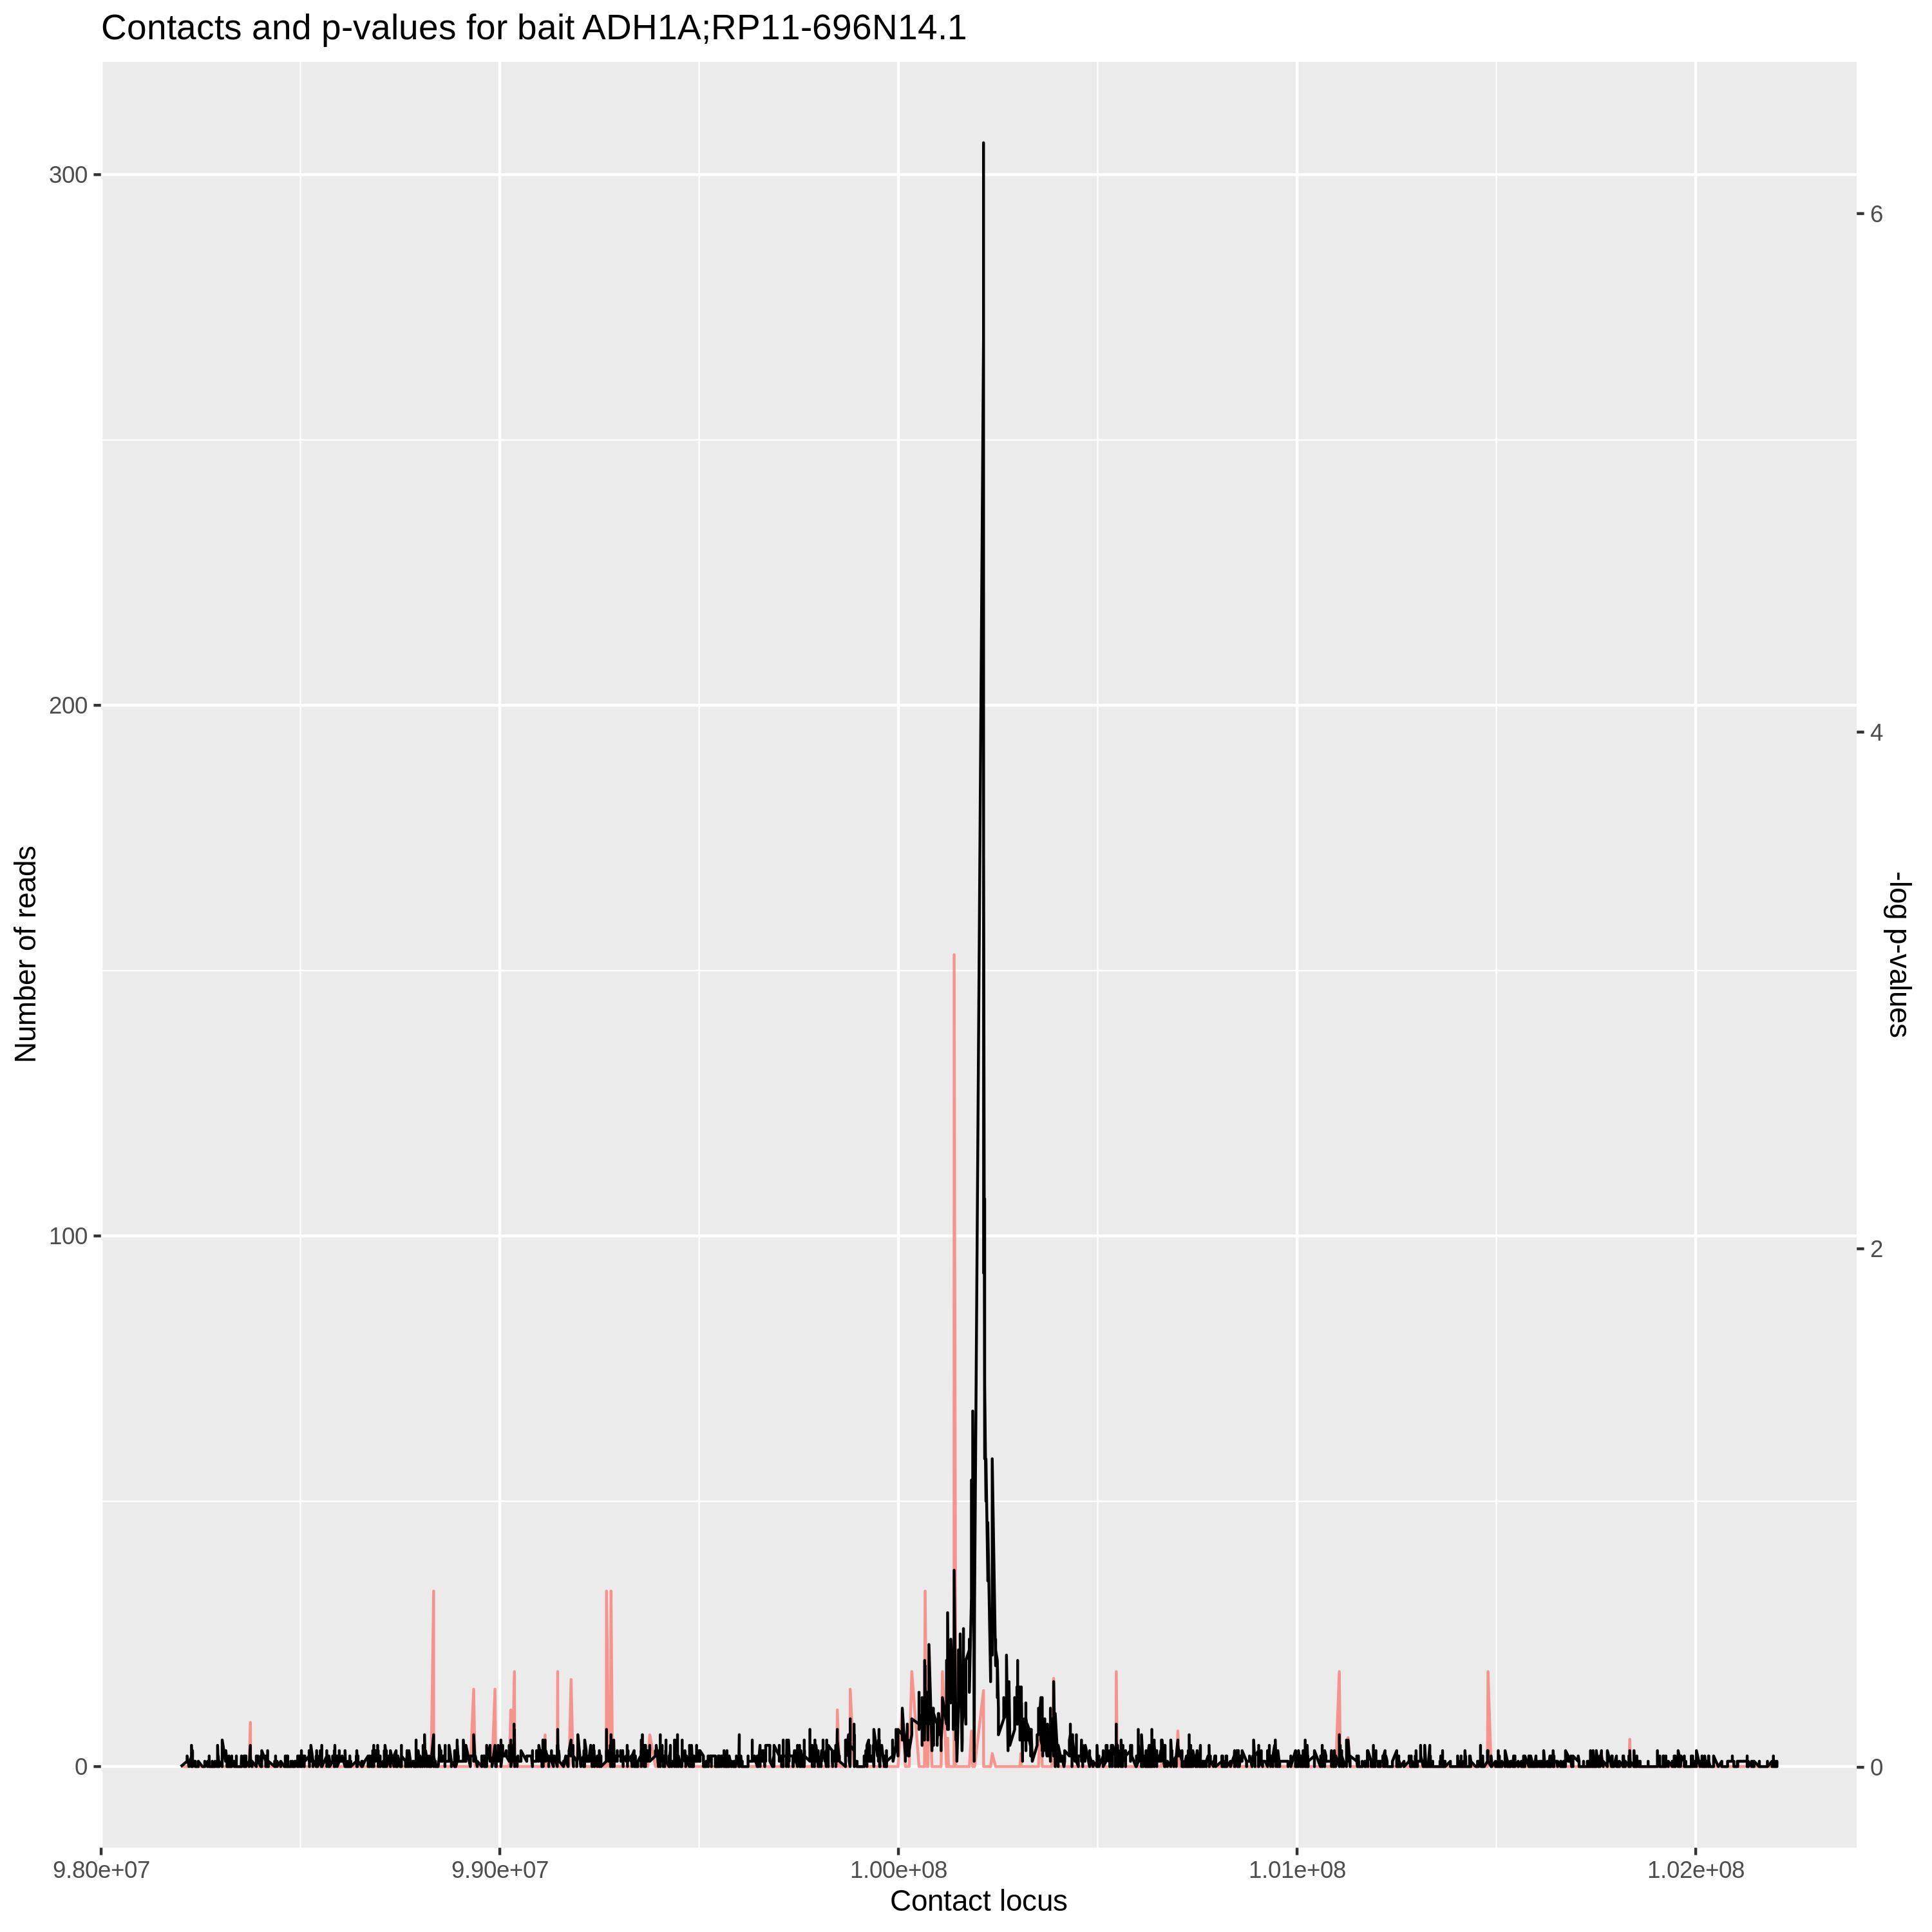 Contacts and p-values for bait ADH1A;RP11-696N14.1
300
200
100
0
Number of reads
6
4
2
0
-log p-values
9.80e+07
9.90e+07
1.00e+08
1.01e+08
1.02e+08
Contact locus